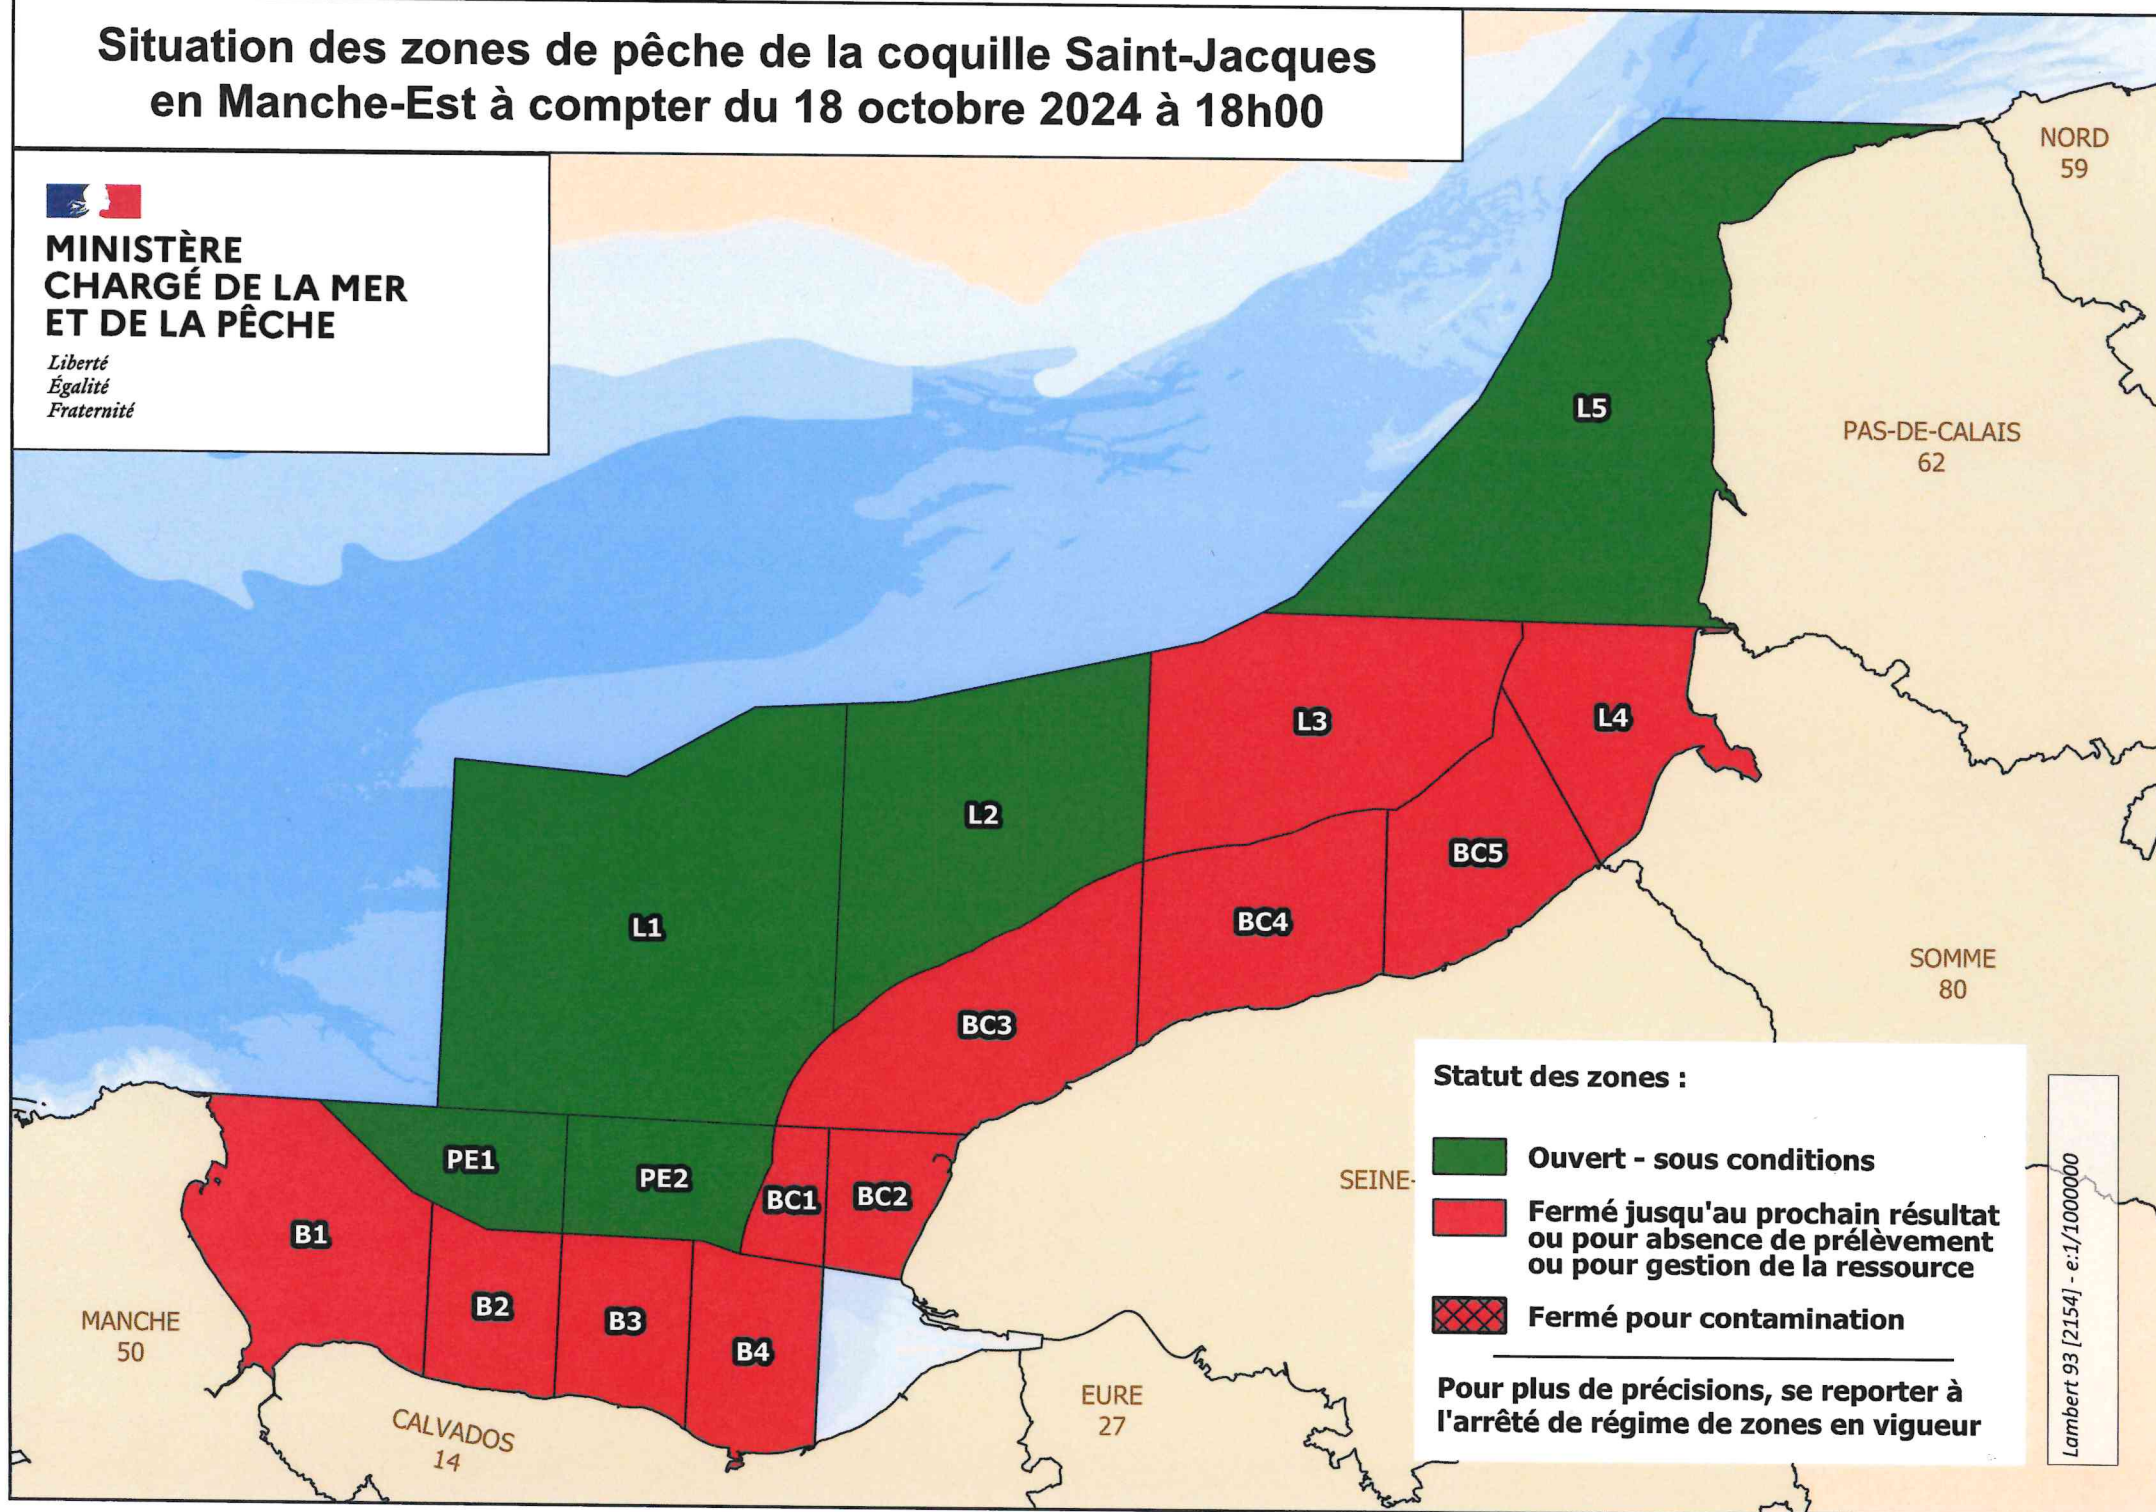 Situation des zones de pêche de la coquille Saint-Jacques
en Manche-Est à compter du 18 octobre 2024 à 18h00
MINISTÈRE
CHARGÉ DE LA MER
ET DE LA PÊCHE
Liberté
Égalité
Fraternité
NORD
59
L5
PAS-DE-CALAIS
62
L3
L4
L2
BC5
L1
BC4
SOMME
80
BC3
PE1
PE2
BC1
BC2
SEINE-
B1
B2
B3
B4
MANCHE
50
CALVADOS
14
EURE
27
Statut des zones :
Ouvert - sous conditions
Fermé jusqu'au prochain résultat
ou pour absence de prélèvement
ou pour gestion de la ressource
Fermé pour contamination
Pour plus de précisions, se reporter à
l'arrêté de régime de zones en vigueur
Lambert 93 [2154] - e:1/1000000